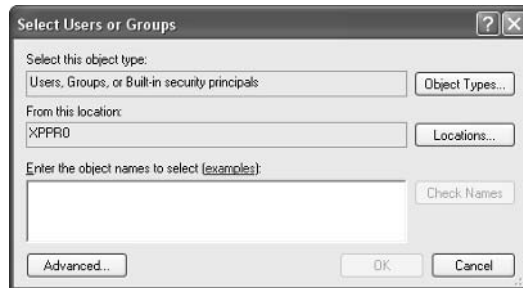 Select Users or Groups
Select this object type:
Users, Groups, or Built-in security principals
Object Types...
From this location:
XPPRO
Locations...
Enter the object names to select (examples):
Check Names
Advanced...
OK
Cancel